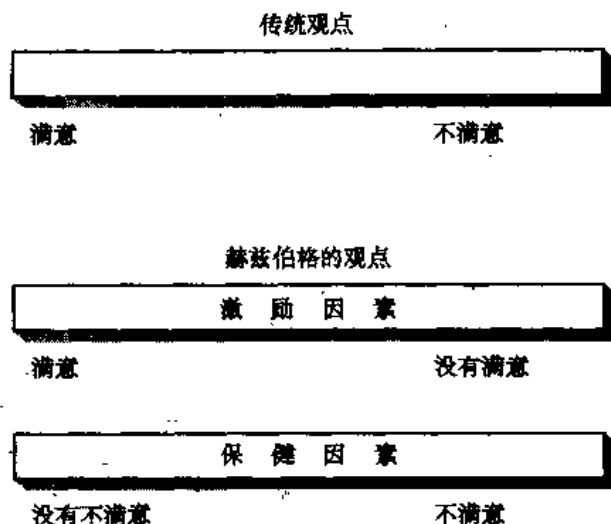 传统观点
满意 不满意
赫兹伯格的观点
激励因素
满意 没有满意
保健因素
没有不满意 不满意